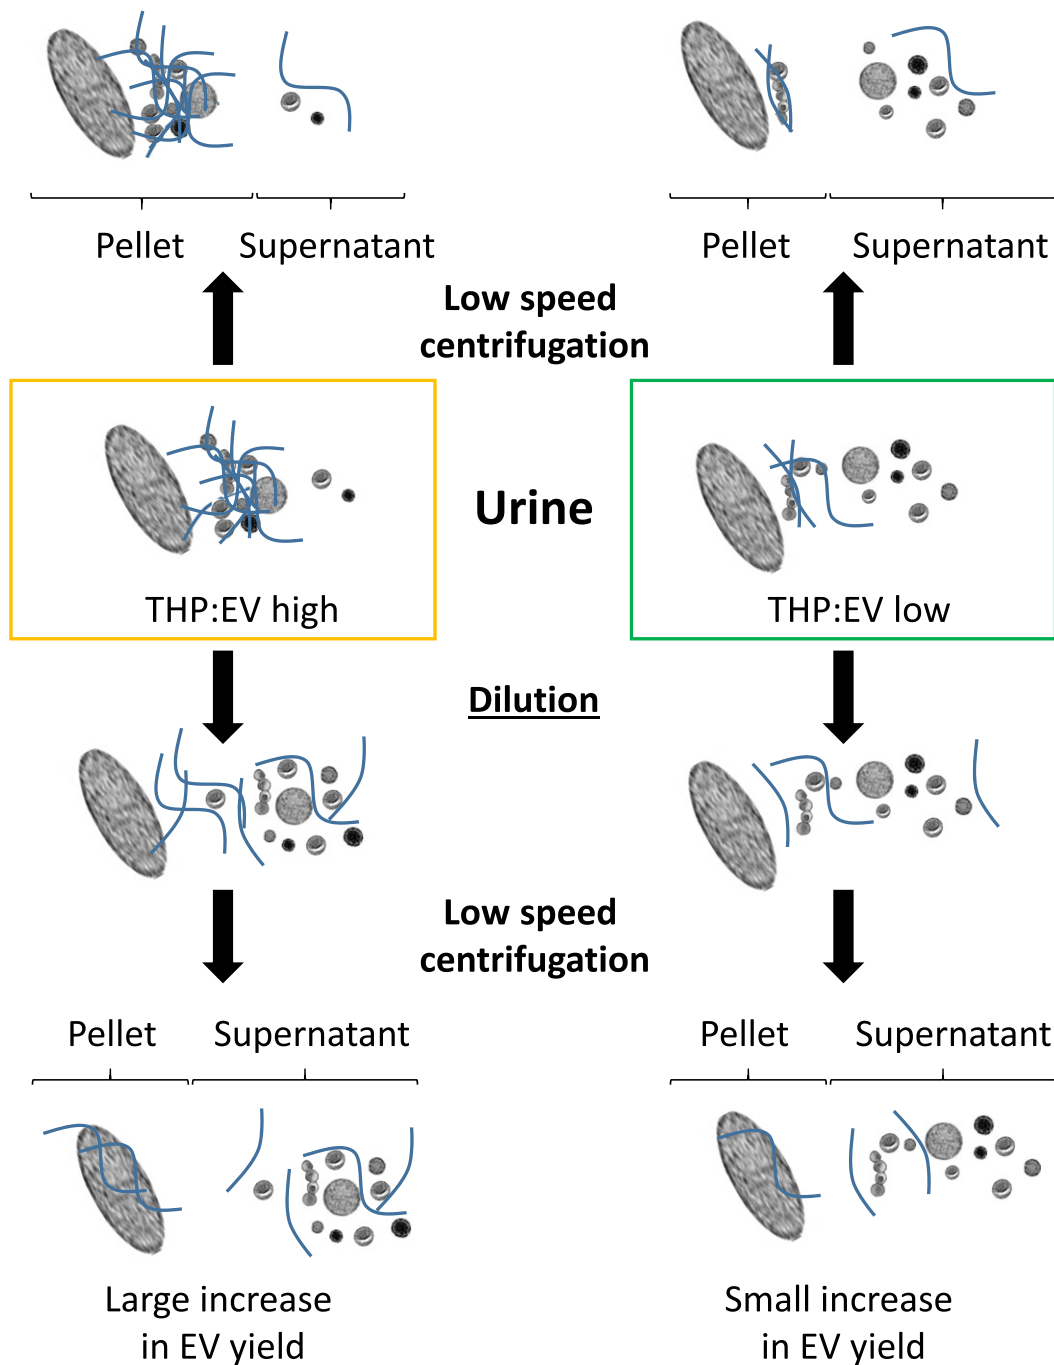 Pellet Supernatant
Pellet Supernatant
Low speed
centrifugation
Urine
THP:EV high
THP:EV low
Dilution
Low speed
centrifugation
Pellet Supernatant
Pellet Supernatant
Large increase
in EV yield
Small increase
in EV yield